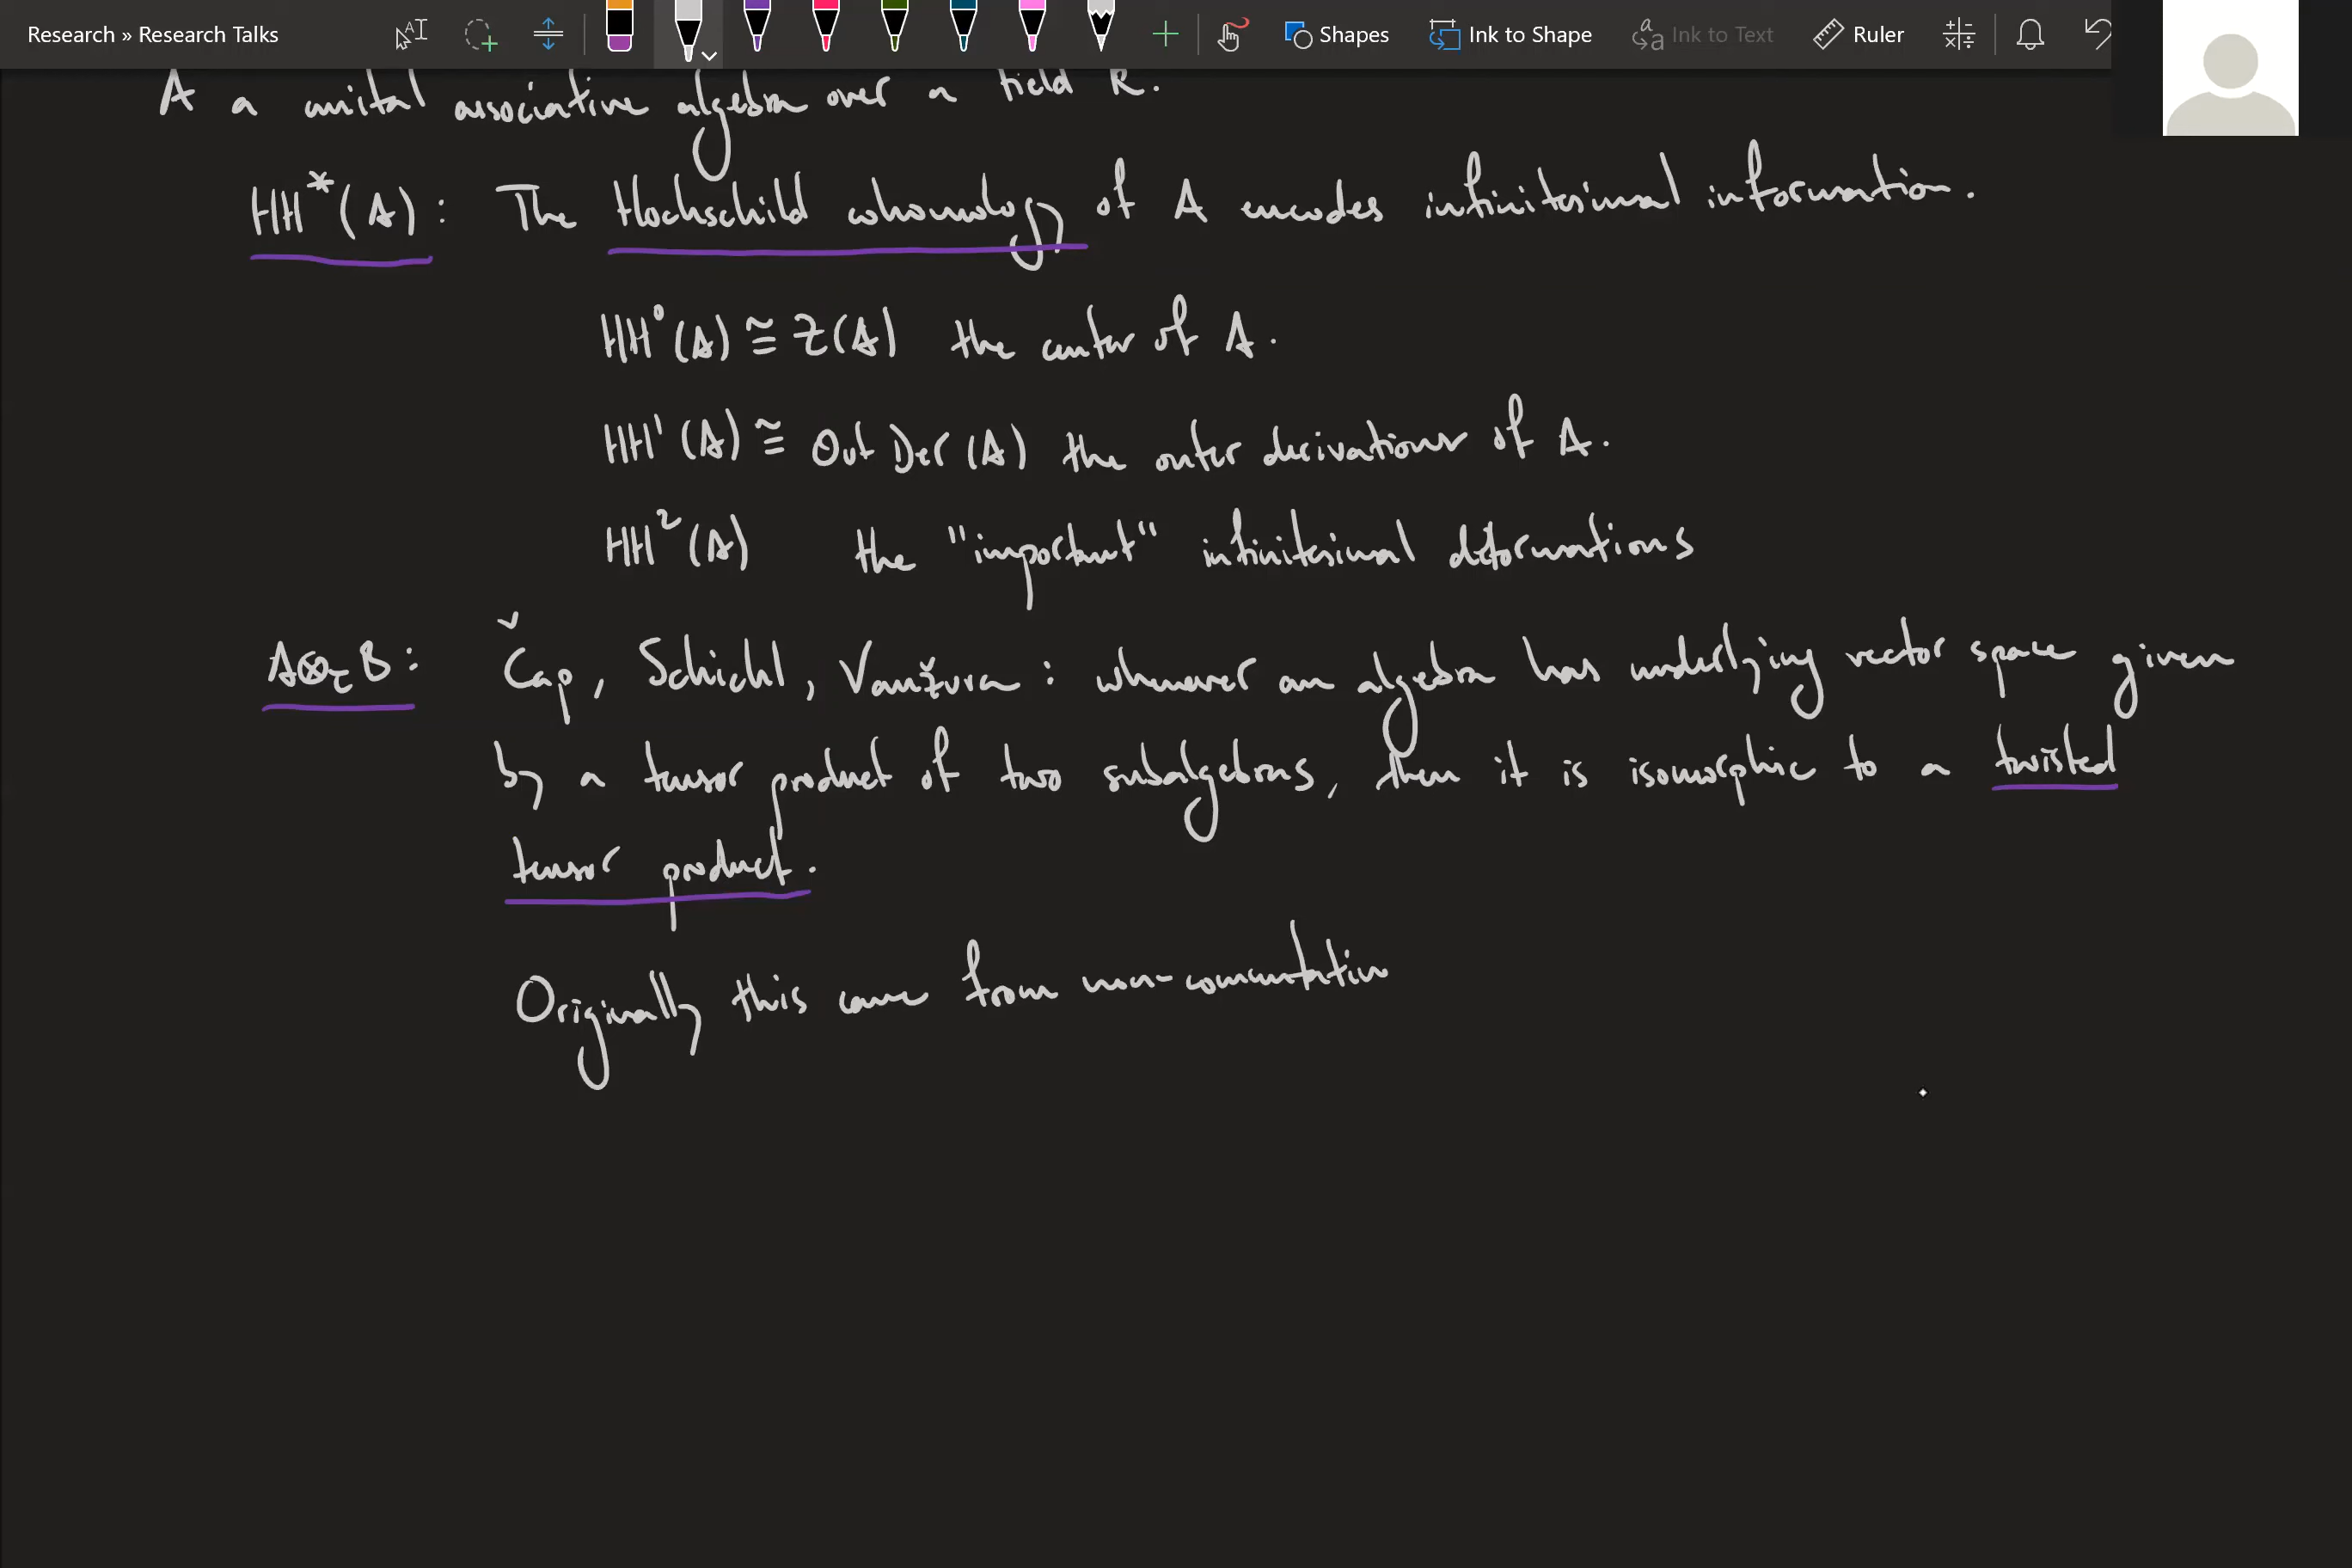 Research » Research Talks
Shapes
Ink to Shape
Ink to Text
Ruler
A a unital associative algebra over a field k.
HH*(A): The Hochschild cohomology of A encodes infinitesimal information.
HH⁰(A) ≅ Z(A) the center of A.
HH¹(A) ≅ Out Der(A) the outer derivations of A.
HH²(A) the "important" infinitesimal deformations
A⊗_τ B: Čap, Schichl, Vanžura: whenever an algebra has underlying vector space given
by a tensor product of two subalgebras, then it is isomorphic to a twisted
tensor product.
Originally this came from non-commutative